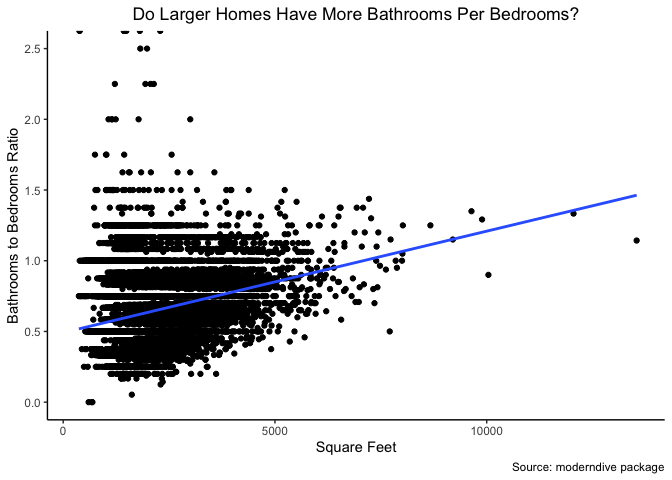 Do Larger Homes Have More Bathrooms Per Bedrooms?
Bathrooms to Bedrooms Ratio
2.5
2.0
1.5
1.0
0.5
0.0
0
5000
10000
Square Feet
Source: moderndive package